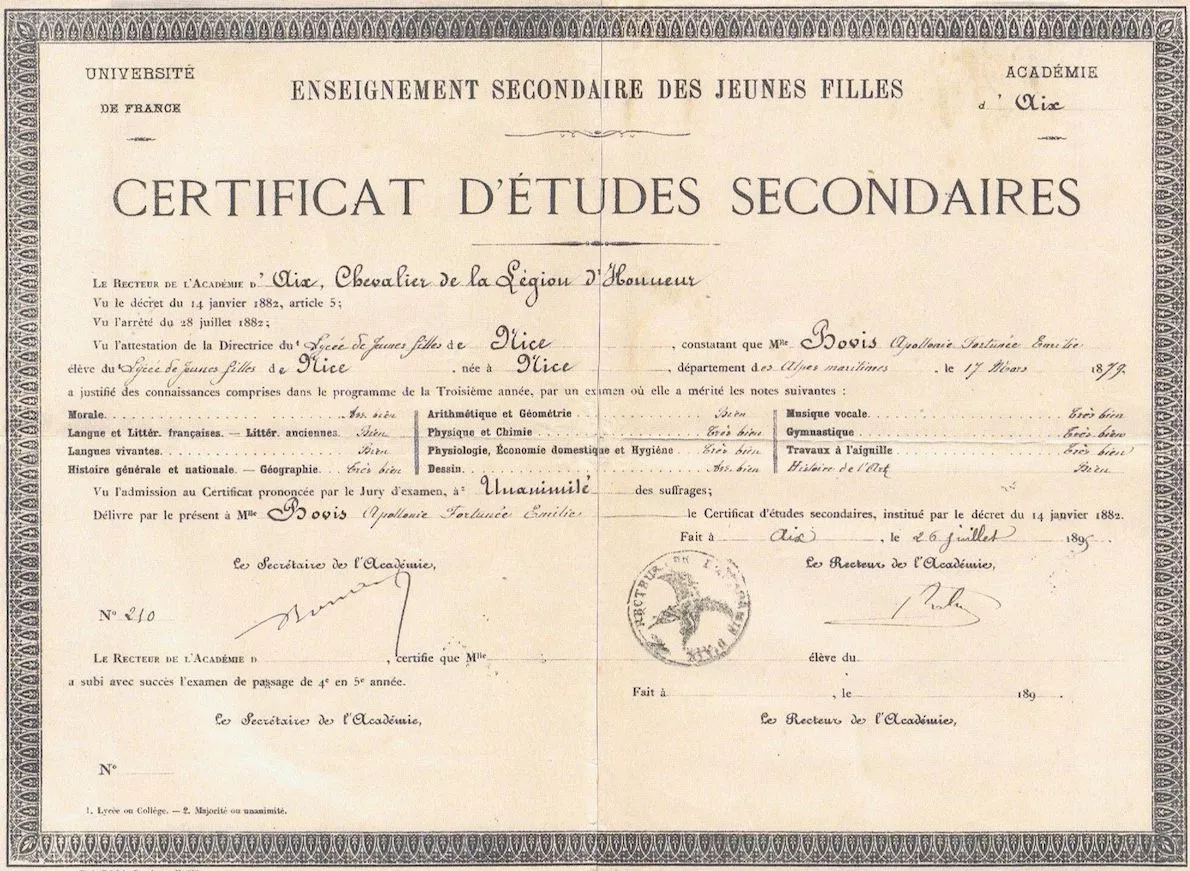 UNIVERSITÉ
DE FRANCE
ENSEIGNEMENT SECONDAIRE DES JEUNES FILLES
ACADÉMIE
d'Aix
CERTIFICAT D'ÉTUDES SECONDAIRES
LE RECTEUR DE L'ACADÉMIE D'Aix, Chevalier de la Légion d'Honneur
Vu le décret du 14 janvier 1882, article 5;
Vu l'arrêté du 28 juillet 1882;
Vu l'attestation de la Directrice du¹ Lycée de Jeunes filles de Nice, constatant que Mlle Bovis Apollonie Fortunée Emilie
élève du Lycée de Jeunes filles de Nice, née à Nice, département des Alpes maritimes, le 17 Mars 1879.
a justifié des connaissances comprises dans le programme de la Troisième année, par un examen où elle a mérité les notes suivantes :
Morale. Ass. bien
Langue et Littér. françaises. — Littér. anciennes. Bien
Langues vivantes. Bien
Histoire générale et nationale. — Géographie. Très bien
Arithmétique et Géométrie Bien
Physique et Chimie Très bien
Physiologie, Économie domestique et Hygiène Très bien
Dessin. Ass. bien
Musique vocale. Très bien
Gymnastique Très bien
Travaux à l'aiguille Très bien
Histoire de l'Art Bien
Vu l'admission au Certificat prononcée par le Jury d'examen, à² Unanimité des suffrages;
Délivre par le présent à Mlle Bovis Apollonie Fortunée Emilie le Certificat d'études secondaires, institué par le décret du 14 janvier 1882.
Fait à Aix, le 26 juillet 1895
Le Secrétaire de l'Académie,
Le Recteur de l'Académie,
N° 210
RECTEUR DE L'ACADÉMIE D'AIX
LE RECTEUR DE L'ACADÉMIE D , certifie que Mlle élève du
a subi avec succès l'examen de passage de 4e en 5e année.
Fait à , le 189 .
Le Secrétaire de l'Académie,
Le Recteur de l'Académie,
N°
1. Lycée ou Collège. — 2. Majorité ou unanimité.